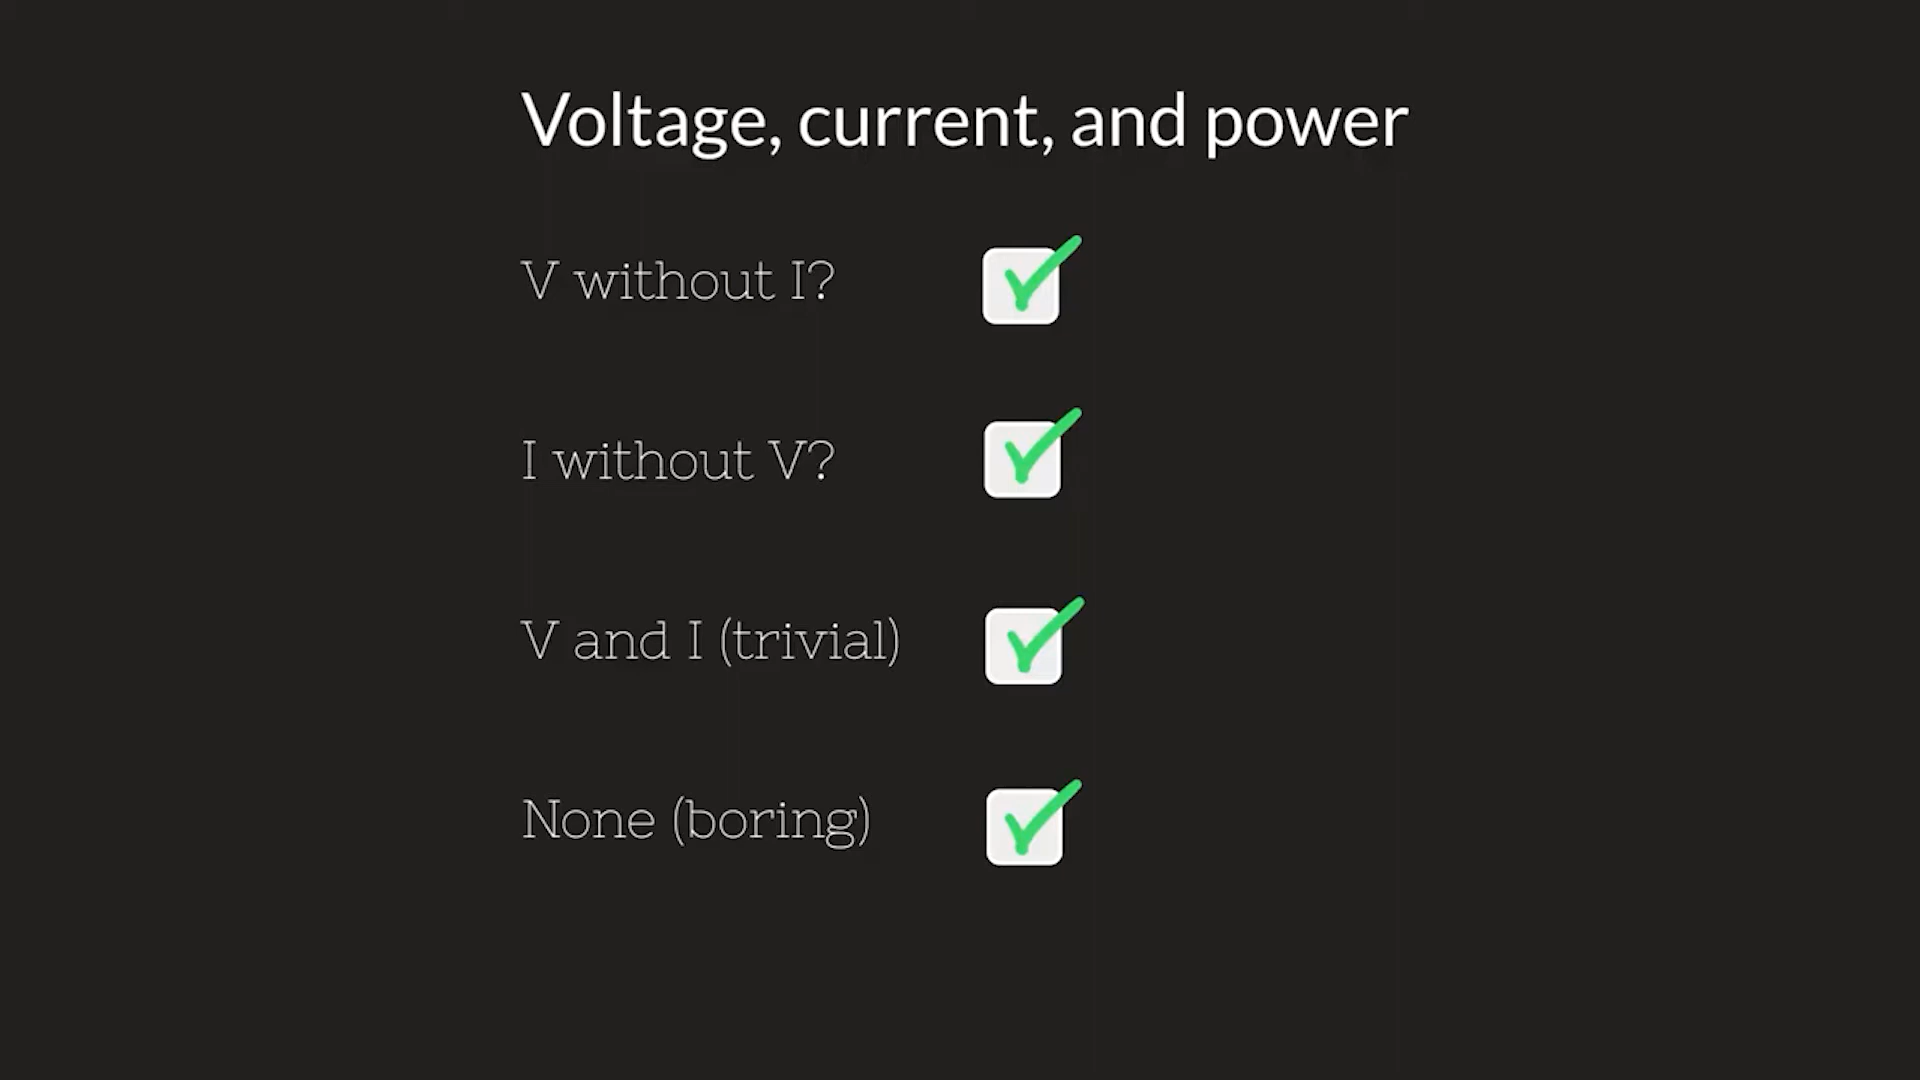 Voltage, current, and power
V without I?
I without V?
V and I (trivial)
None (boring)